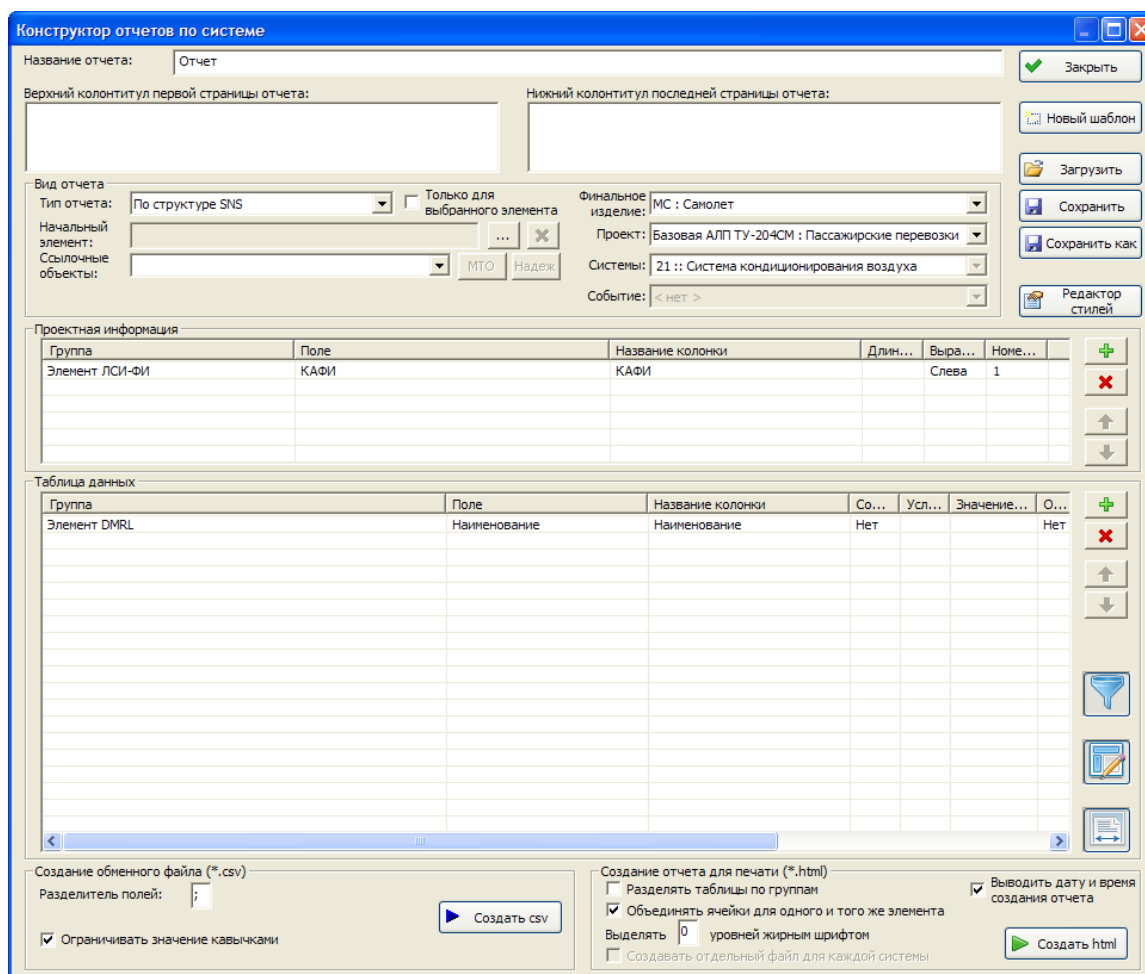 Конструктор отчетов по системе
Название отчета: Отчет
Закрыть
Верхний колонтитул первой страницы отчета:
Нижний колонтитул последней страницы отчета:
Новый шаблон
Загрузить
Сохранить
Сохранить как
Редактор
стилей
Вид отчета
Тип отчета: По структуре SNS
Только для
выбранного элемента
Начальный
элемент:
...
Ссылочные
объекты:
МТО Надеж
Финальное
изделие: МС : Самолет
Проект: Базовая АЛП ТУ-204СМ : Пассажирские перевозки
Системы: 21 :: Система кондиционирования воздуха
Событие: < нет >
Проектная информация
Группа Поле Название колонки Длин... Выра... Номе...
Элемент ЛСИ-ФИ КАФИ КАФИ Слева 1
Таблица данных
Группа Поле Название колонки Со... Усл... Значение... О...
Элемент DMRL Наименование Наименование Нет Нет
Создание обменного файла (*.csv)
Разделитель полей: ;
Создать csv
Ограничивать значение кавычками
Создание отчета для печати (*.html)
Разделять таблицы по группам
Объединять ячейки для одного и того же элемента
Выделять 0 уровней жирным шрифтом
Создавать отдельный файл для каждой системы
Выводить дату и время
создания отчета
Создать html